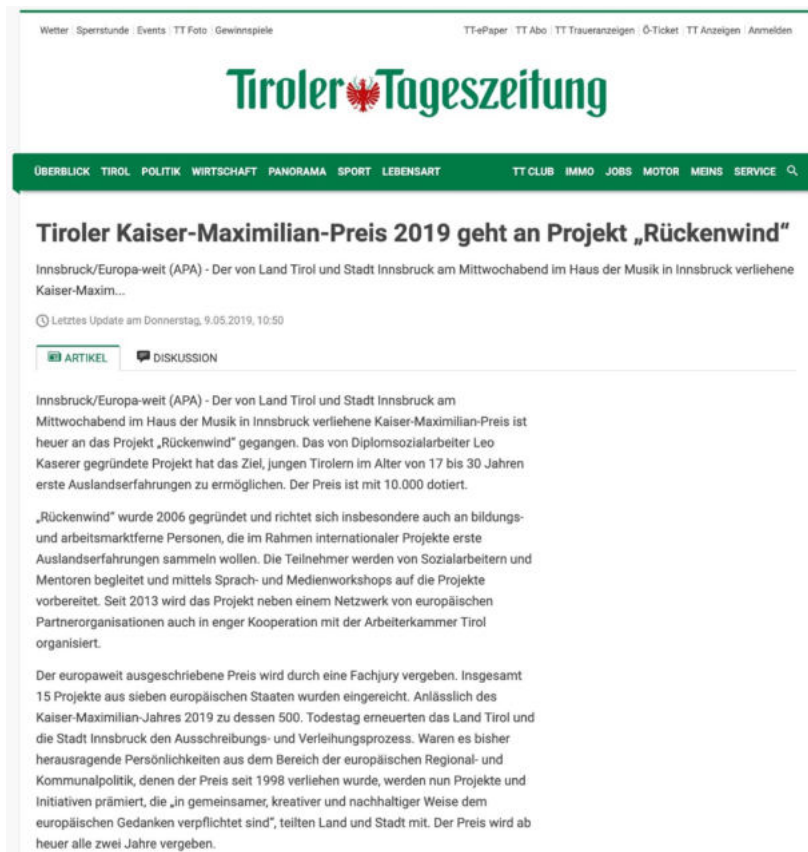 Wetter Sperrstunde Events TT Foto Gewinnspiele
TT-ePaper TT Abo TT Traueranzeigen Ö-Ticket TT Anzeigen Anmelden
Tiroler Tageszeitung
ÜBERBLICK TIROL POLITIK WIRTSCHAFT PANORAMA SPORT LEBENSART TT CLUB IMMO JOBS MOTOR MEINS SERVICE
Tiroler Kaiser-Maximilian-Preis 2019 geht an Projekt „Rückenwind“
Innsbruck/Europa-weit (APA) - Der von Land Tirol und Stadt Innsbruck am Mittwochabend im Haus der Musik in Innsbruck verliehene
Kaiser-Maxim...
Letztes Update am Donnerstag, 9.05.2019, 10:50
ARTIKEL DISKUSSION
Innsbruck/Europa-weit (APA) - Der von Land Tirol und Stadt Innsbruck am
Mittwochabend im Haus der Musik in Innsbruck verliehene Kaiser-Maximilian-Preis ist
heuer an das Projekt „Rückenwind“ gegangen. Das von Diplomsozialarbeiter Leo
Kaserer gegründete Projekt hat das Ziel, jungen Tirolern im Alter von 17 bis 30 Jahren
erste Auslandserfahrungen zu ermöglichen. Der Preis ist mit 10.000 dotiert.
„Rückenwind“ wurde 2006 gegründet und richtet sich insbesondere auch an bildungs-
und arbeitsmarktferne Personen, die im Rahmen internationaler Projekte erste
Auslandserfahrungen sammeln wollen. Die Teilnehmer werden von Sozialarbeitern und
Mentoren begleitet und mittels Sprach- und Medienworkshops auf die Projekte
vorbereitet. Seit 2013 wird das Projekt neben einem Netzwerk von europäischen
Partnerorganisationen auch in enger Kooperation mit der Arbeiterkammer Tirol
organisiert.
Der europaweit ausgeschriebene Preis wird durch eine Fachjury vergeben. Insgesamt
15 Projekte aus sieben europäischen Staaten wurden eingereicht. Anlässlich des
Kaiser-Maximilian-Jahres 2019 zu dessen 500. Todestag erneuerten das Land Tirol und
die Stadt Innsbruck den Ausschreibungs- und Verleihungsprozess. Waren es bisher
herausragende Persönlichkeiten aus dem Bereich der europäischen Regional- und
Kommunalpolitik, denen der Preis seit 1998 verliehen wurde, werden nun Projekte und
Initiativen prämiert, die „in gemeinsamer, kreativer und nachhaltiger Weise dem
europäischen Gedanken verpflichtet sind“, teilten Land und Stadt mit. Der Preis wird ab
heuer alle zwei Jahre vergeben.